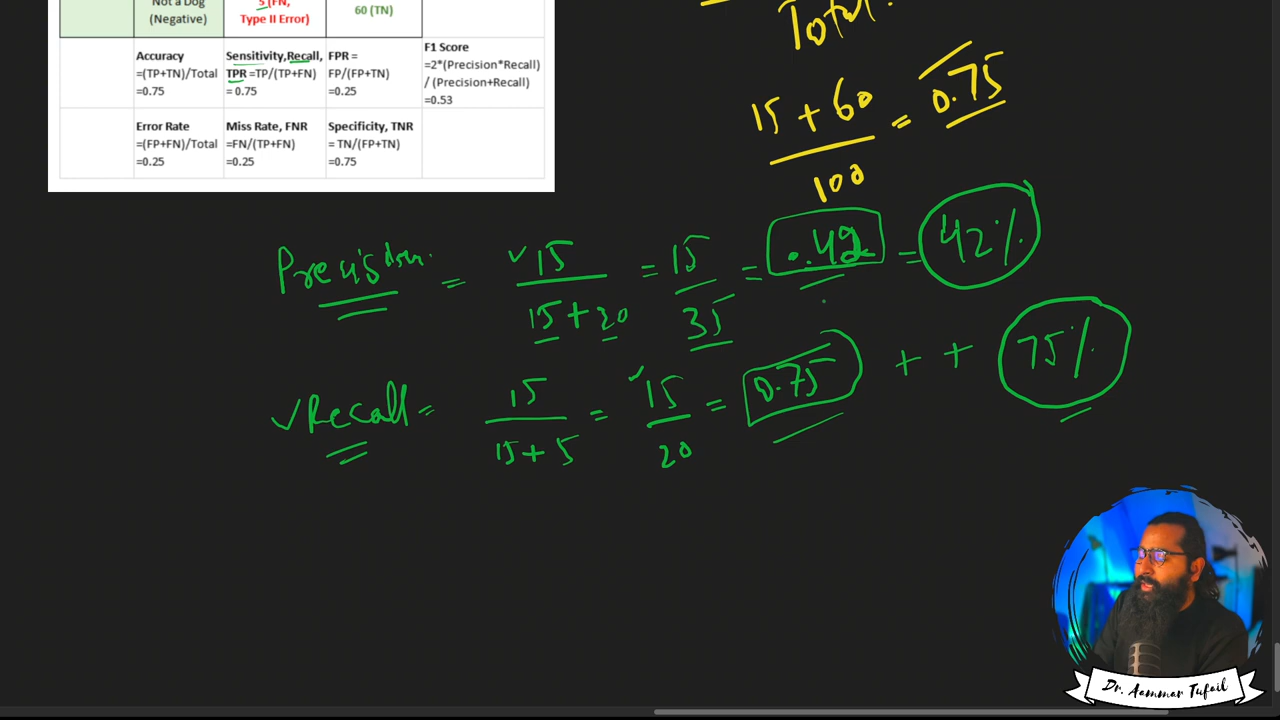 Not a Dog
(Negative)
5 (FN,
Type II Error)
60 (TN)
Accuracy
=(TP+TN)/Total
=0.75
Sensitivity,Recall,
TPR =TP/(TP+FN)
= 0.75
FPR =
FP/(FP+TN)
=0.25
F1 Score
=2*(Precision*Recall)
/ (Precision+Recall)
=0.53
Error Rate
=(FP+FN)/Total
=0.25
Miss Rate, FNR
=FN/(TP+FN)
=0.25
Specificity, TNR
= TN/(FP+TN)
=0.75
Total.
15 + 60 / 100 = 0.75
Precision = 15 / 15 + 20 = 15 / 35 = .42 = 42%
Recall = 15 / 15 + 5 = 15 / 20 = 0.75 + + 75%
Dr. Aammar Tufail